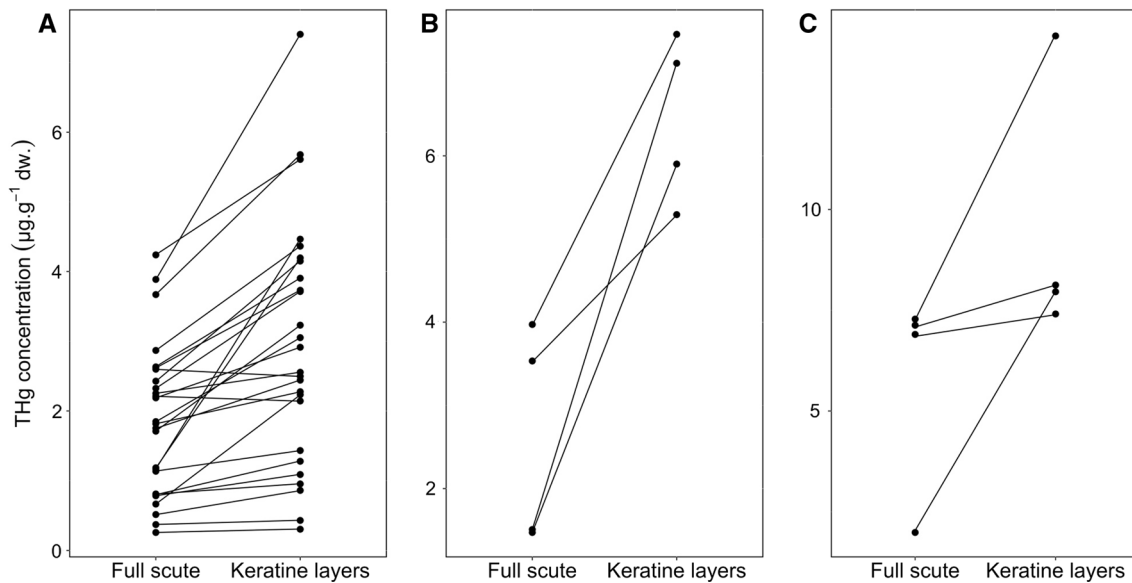 A
B
C
THg concentration (µg.g⁻¹ dw.)
6
4
2
0
6
4
2
10
5
Full scute Keratine layers
Full scute Keratine layers
Full scute Keratine layers